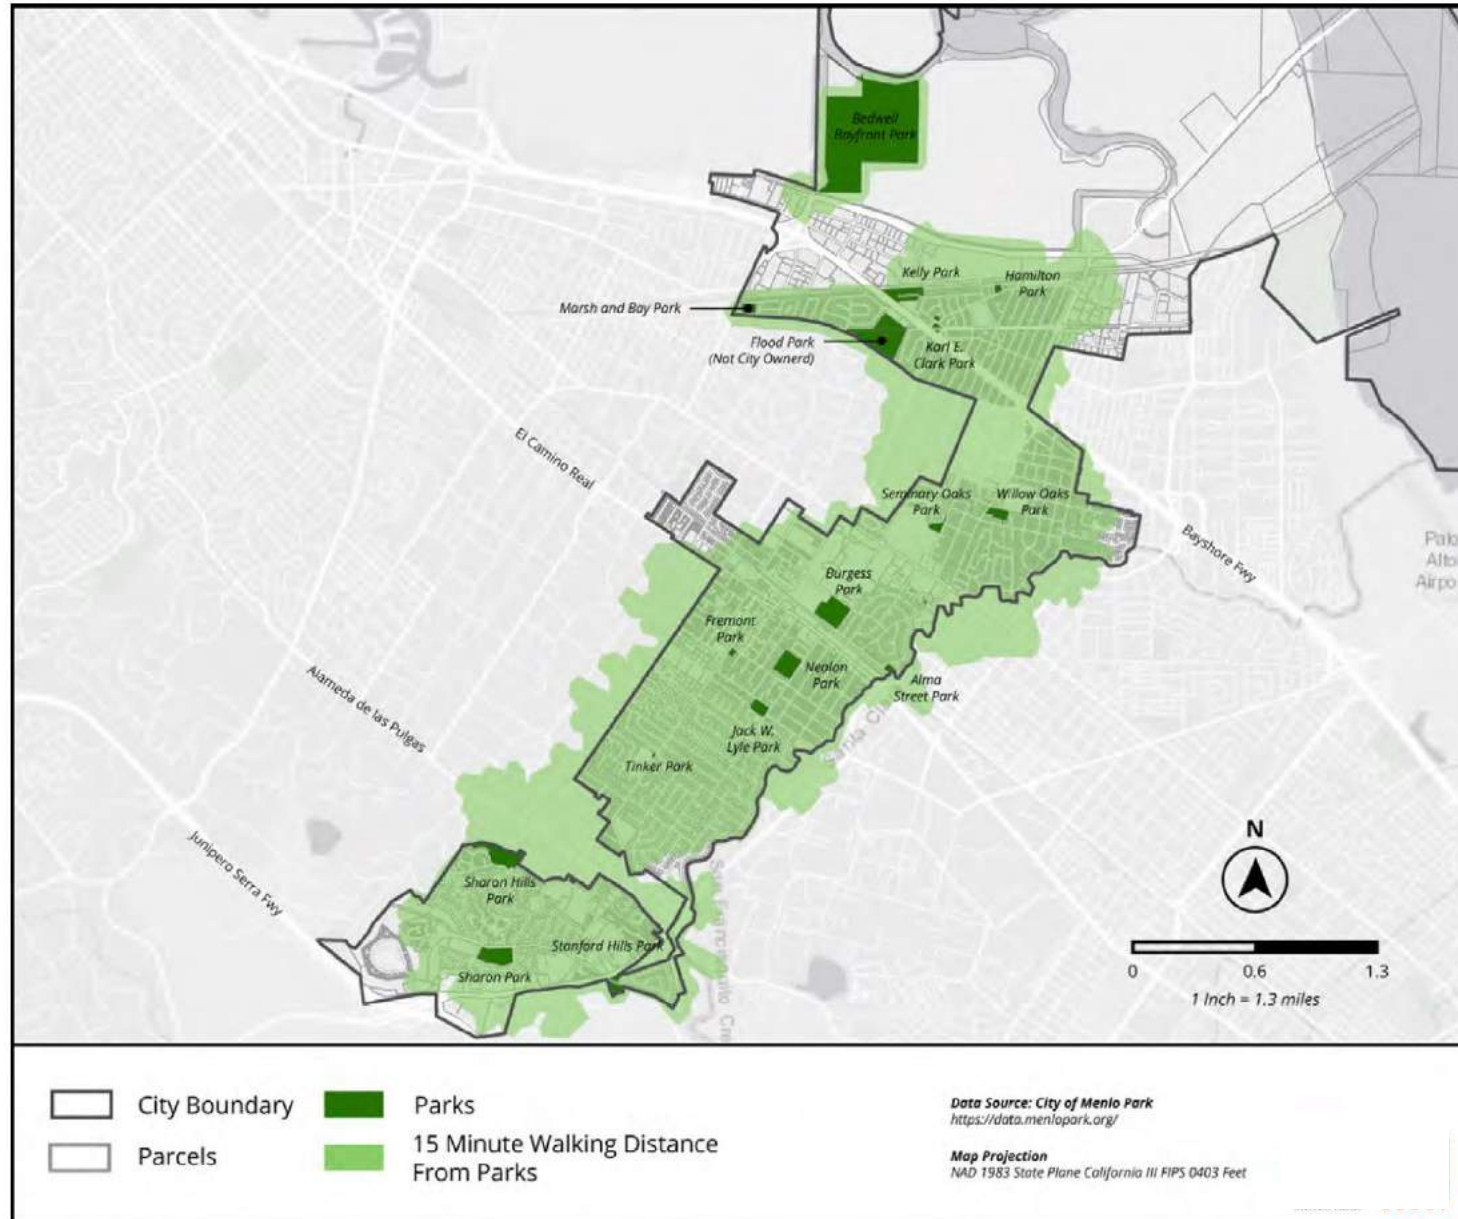 Bedwell
Bayfront Park
Kelly Park
Hamilton
Park
Marsh and Bay Park
Flood Park
(Not City Ownerd)
Karl E.
Clark Park
El Camino Real
Seminary Oaks
Park
Willow Oaks
Park
Bayshore Fwy
Palo
Alto
Airpo
Burgess
Park
Fremont
Park
Nealon
Park
Alma
Street Park
Alameda de las Pulgas
Jack W.
Lyle Park
Tinker Park
Junipero Serra Fwy
Sharon Hills
Park
Stanford Hills Park
Sharon Park
N
0 0.6 1.3
1 Inch = 1.3 miles
City Boundary
Parcels
Parks
15 Minute Walking Distance
From Parks
Data Source: City of Menlo Park
https://data.menlopark.org/
Map Projection
NAD 1983 State Plane California III FIPS 0403 Feet